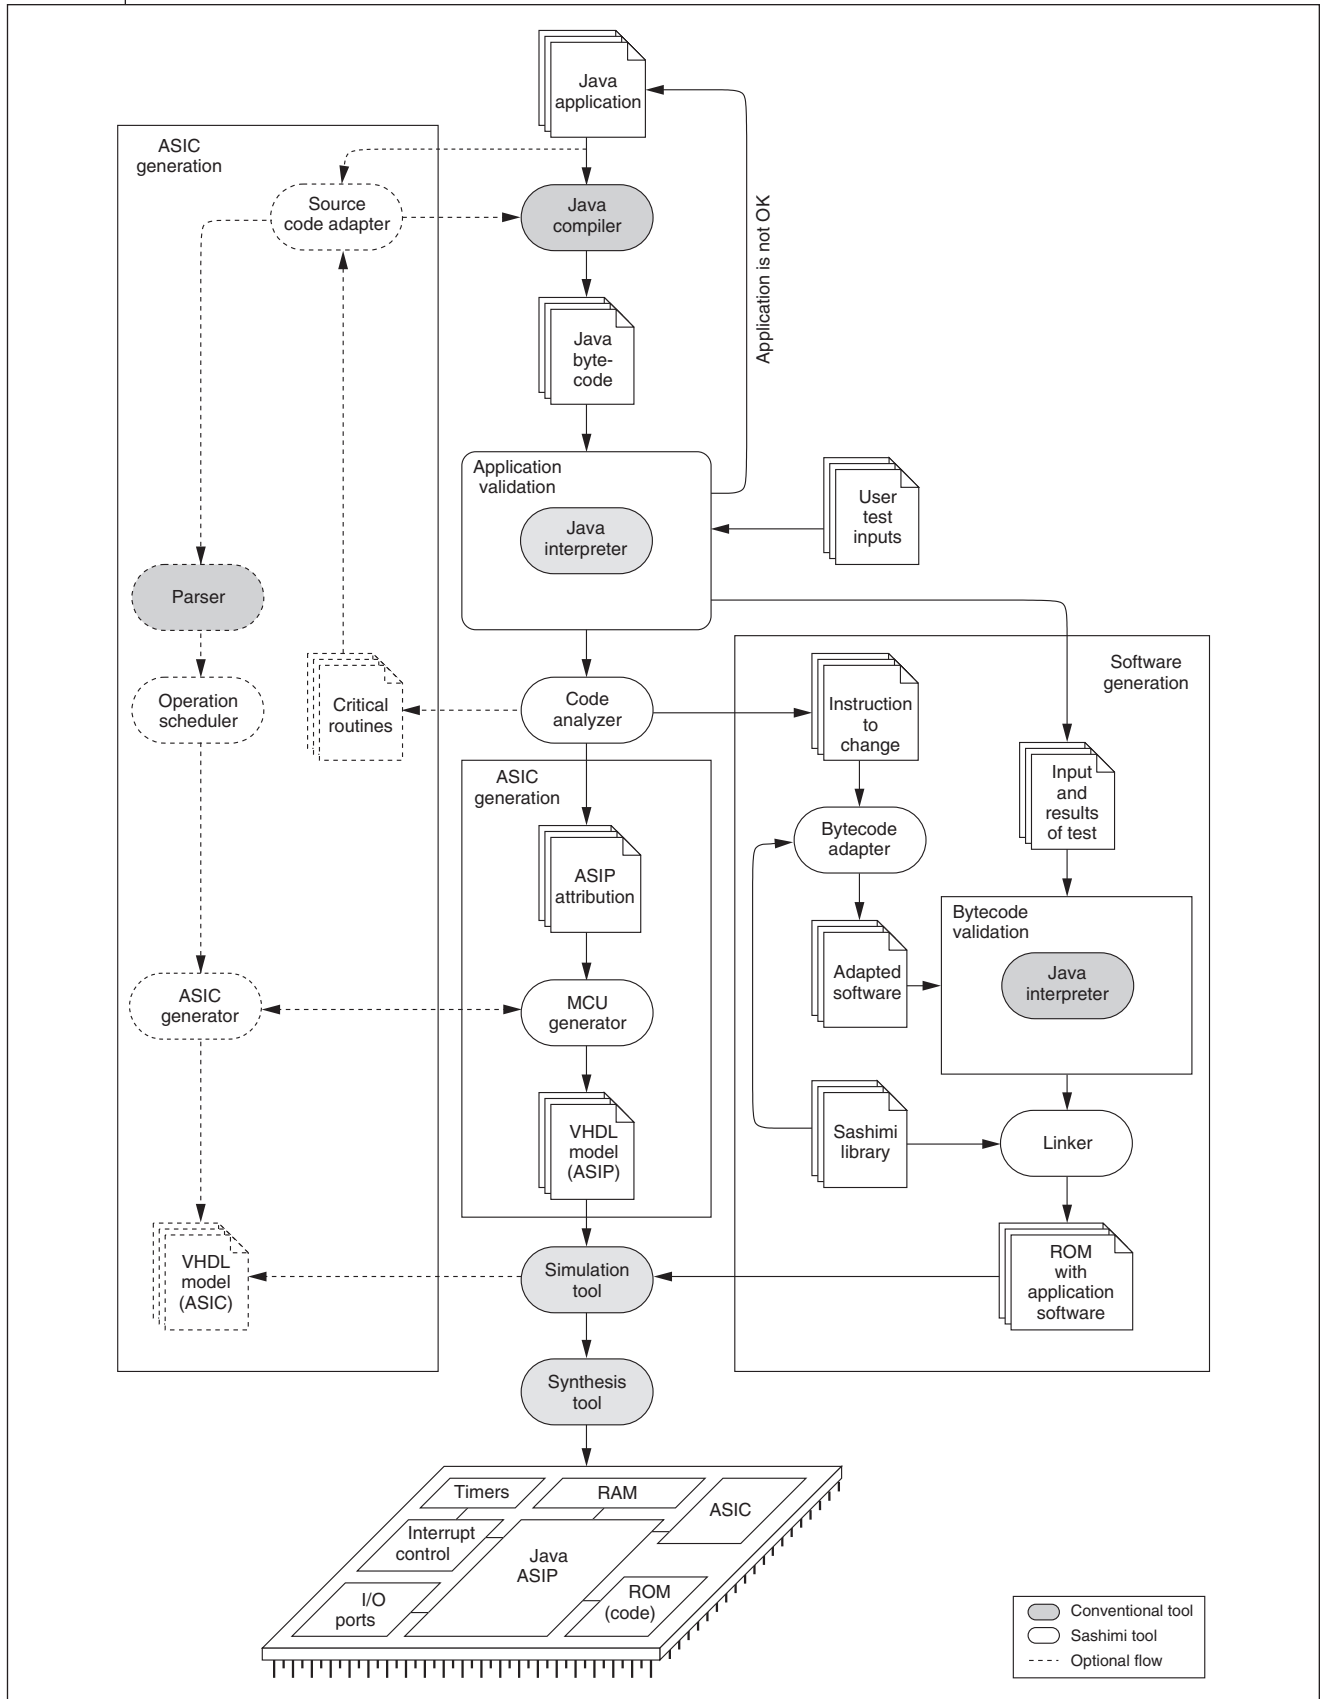 Java
application
ASIC
generation
Source
code adapter
Java
compiler
Application is not OK
Java
byte-
code
Application
validation
Java
interpreter
User
test
inputs
Parser
Operation
scheduler
Critical
routines
Code
analyzer
Instruction
to
change
Software
generation
Input
and
results
of test
ASIC
generation
ASIP
attribution
Bytecode
adapter
Bytecode
validation
Java
interpreter
Adapted
software
ASIC
generator
MCU
generator
VHDL
model
(ASIP)
Sashimi
library
Linker
VHDL
model
(ASIC)
Simulation
tool
ROM
with
application
software
Synthesis
tool
Timers
RAM
ASIC
Interrupt
control
Java
ASIP
I/O
ports
ROM
(code)
Conventional tool
Sashimi tool
Optional flow